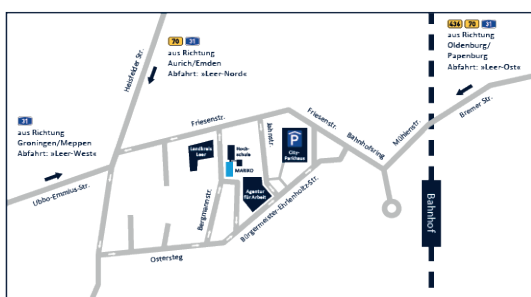 70 31
aus Richtung
Aurich/Emden
Abfahrt: »Leer-Nord«
436 70 31
aus Richtung
Oldenburg/
Papenburg
Abfahrt: »Leer-Ost«
31
aus Richtung
Groningen/Meppen
Abfahrt: »Leer-West«
Heisfelder Str.
Friesenstr.
Friesenstr.
Bahnhofsring
Mühlenstr.
Bremer Str.
Ubbo-Emmius-Str.
Landkreis
Leer
Hoch-
schule
MARIKO
Jahnstr.
P
City-
Parkhaus
Agentur
für Arbeit
Bergmannstr.
Bürgermeister-Ehrlenholtz-Str.
Ostersteg
Bahnhof